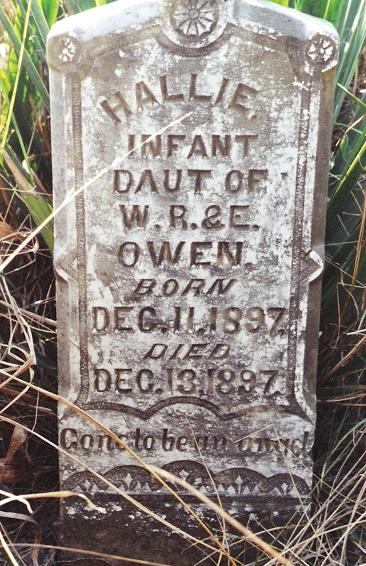 HALLIE.
INFANT
DAUT OF
W.R.&E.
OWEN.
BORN
DEC.11.1897.
DIED
DEC.13.1897.
Gone to be an angel